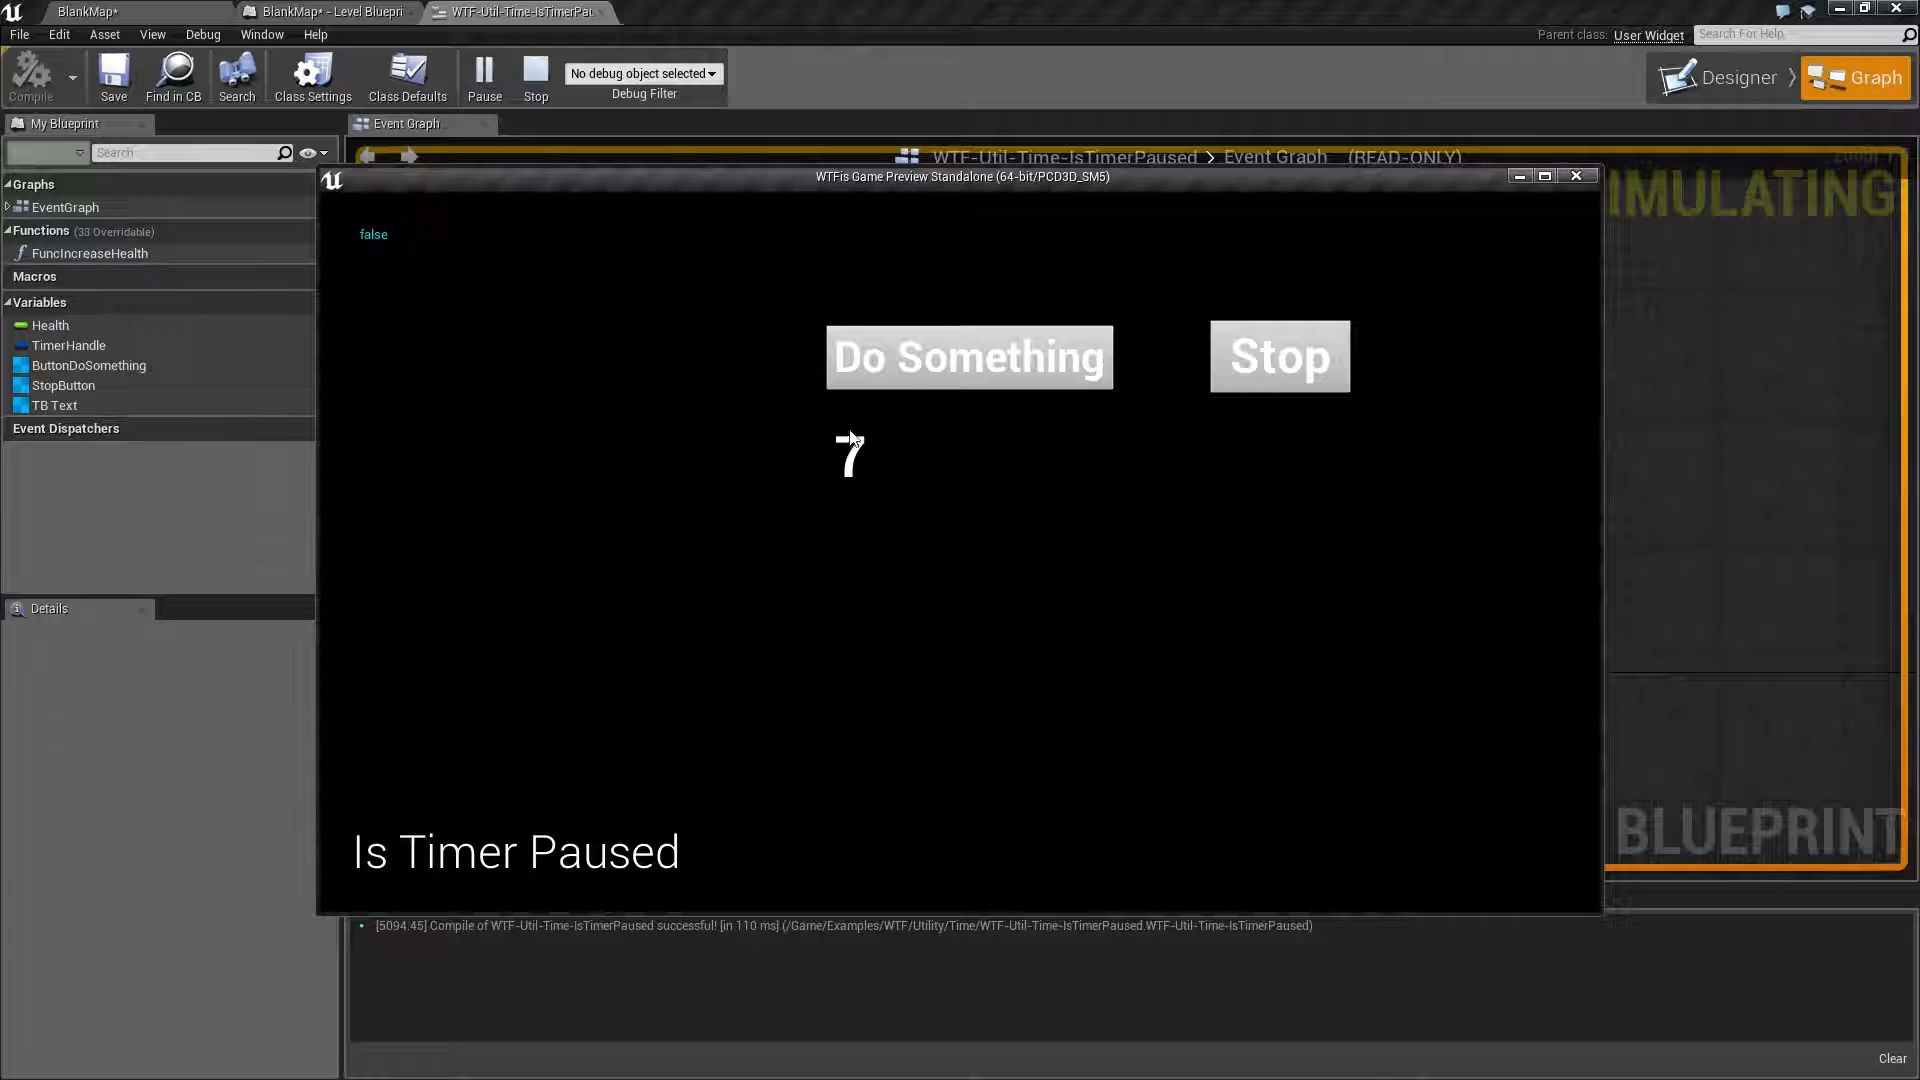 BlankMap*
BlankMap* - Level Bluepri
WTF-Util-Time-IsTimerPau
File Edit Asset View Debug Window Help
Parent class: User Widget
Search For Help
Compile
Save
Find in CB
Search
Class Settings
Class Defaults
Pause
Stop
No debug object selected
Debug Filter
Designer
Graph
My Blueprint
Event Graph
Search
WTF-Util-Time-IsTimerPaused > Event Graph (READ-ONLY)
Graphs
EventGraph
Functions (33 Overridable)
FuncIncreaseHealth
Macros
Variables
Health
TimerHandle
ButtonDoSomething
StopButton
TB Text
Event Dispatchers
Details
WTFis Game Preview Standalone (64-bit/PCD3D_SM5)
IMULATING
false
Do Something
Stop
7
Is Timer Paused
BLUEPRINT
[5094.45] Compile of WTF-Util-Time-IsTimerPaused successful! [in 110 ms] (/Game/Examples/WTF/Utility/Time/WTF-Util-Time-IsTimerPaused.WTF-Util-Time-IsTimerPaused)
Clear